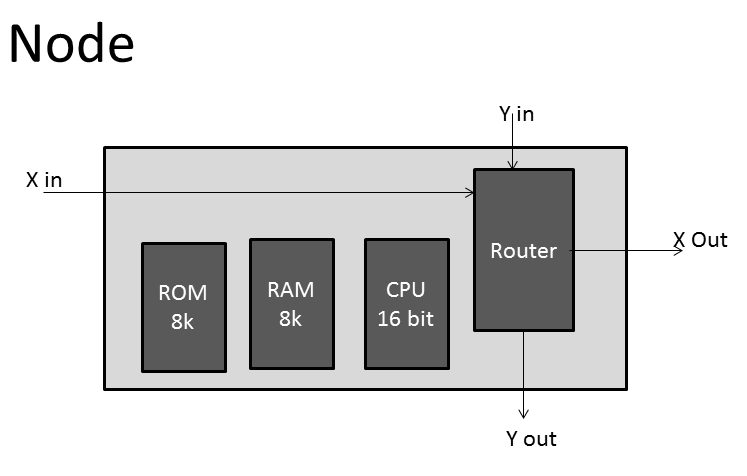 Node
Y in
X in
Router
X Out
ROM
8k
RAM
8k
CPU
16 bit
Y out